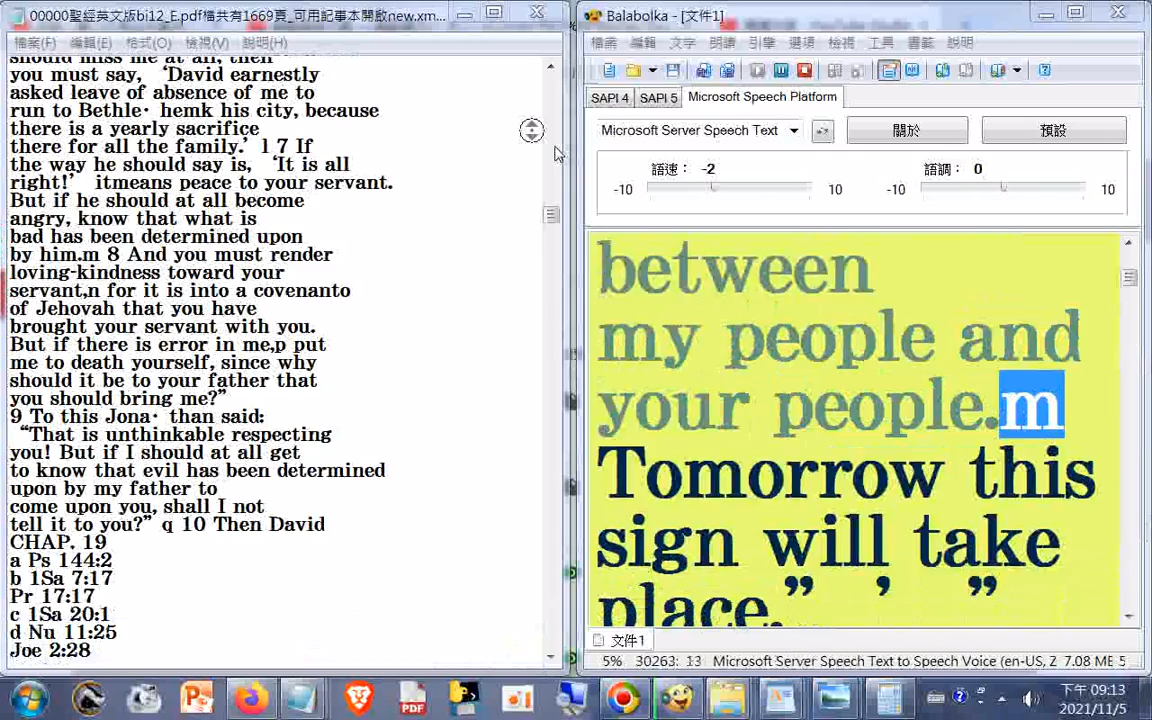 00000聖經英文版bi12_E.pdf檔共有1669頁_可用記事本開啟new.xm...
檔案(F) 編輯(E) 格式(O) 檢視(V) 說明(H)
should miss me at all, then
you must say, ‘David earnestly
asked leave of absence of me to
run to Bethle· hemk his city, because
there is a yearly sacrifice
there for all the family.’ l 7 If
the way he should say is, ‘It is all
right!’ itmeans peace to your servant.
But if he should at all become
angry, know that what is
bad has been determined upon
by him.m 8 And you must render
loving-kindness toward your
servant,n for it is into a covenanto
of Jehovah that you have
brought your servant with you.
But if there is error in me,p put
me to death yourself, since why
should it be to your father that
you should bring me?”
9 To this Jona· than said:
“That is unthinkable respecting
you! But if I should at all get
to know that evil has been determined
upon by my father to
come upon you, shall I not
tell it to you?” q 10 Then David
CHAP. 19
a Ps 144:2
b 1Sa 7:17
Pr 17:17
c 1Sa 20:1
d Nu 11:25
Joe 2:28
Balabolka - [文件1]
檔案 編輯 文字 朗讀 引擎 選項 檢視 工具 書籤 說明
SAPI 4 SAPI 5 Microsoft Speech Platform
Microsoft Server Speech Text 關於 預設
語速: -2 語調: 0
-10 10 -10 10
between
my people and
your people.m
Tomorrow this
sign will take
place.” ’ ”
文件1
5% 30263: 13 Microsoft Server Speech Text to Speech Voice (en-US, Z 7.08 MB 5
PDF
下午 09:13
2021/11/5